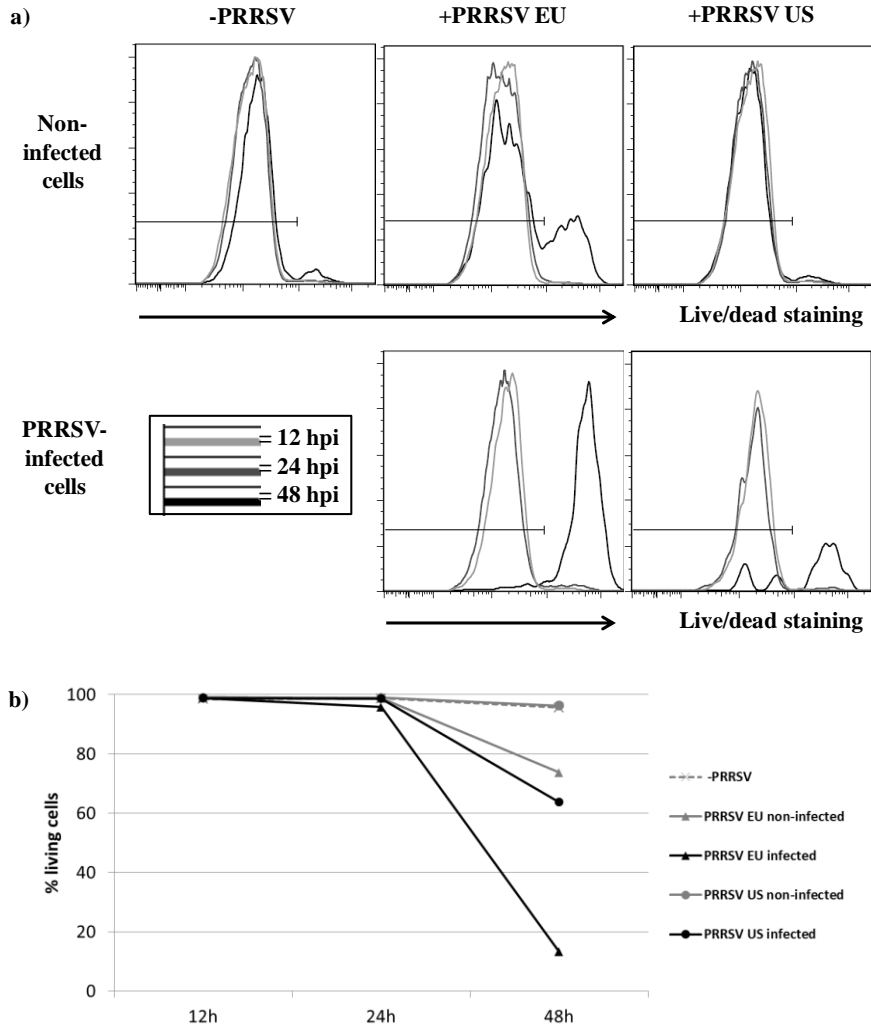 a)
-PRRSV
+PRRSV EU
+PRRSV US
Non-
infected
cells
Live/dead staining
PRRSV-
infected
cells
= 12 hpi
= 24 hpi
= 48 hpi
Live/dead staining
b)
% living cells
100
80
60
40
20
0
12h
24h
48h
-PRRSV
PRRSV EU non-infected
PRRSV EU infected
PRRSV US non-infected
PRRSV US infected